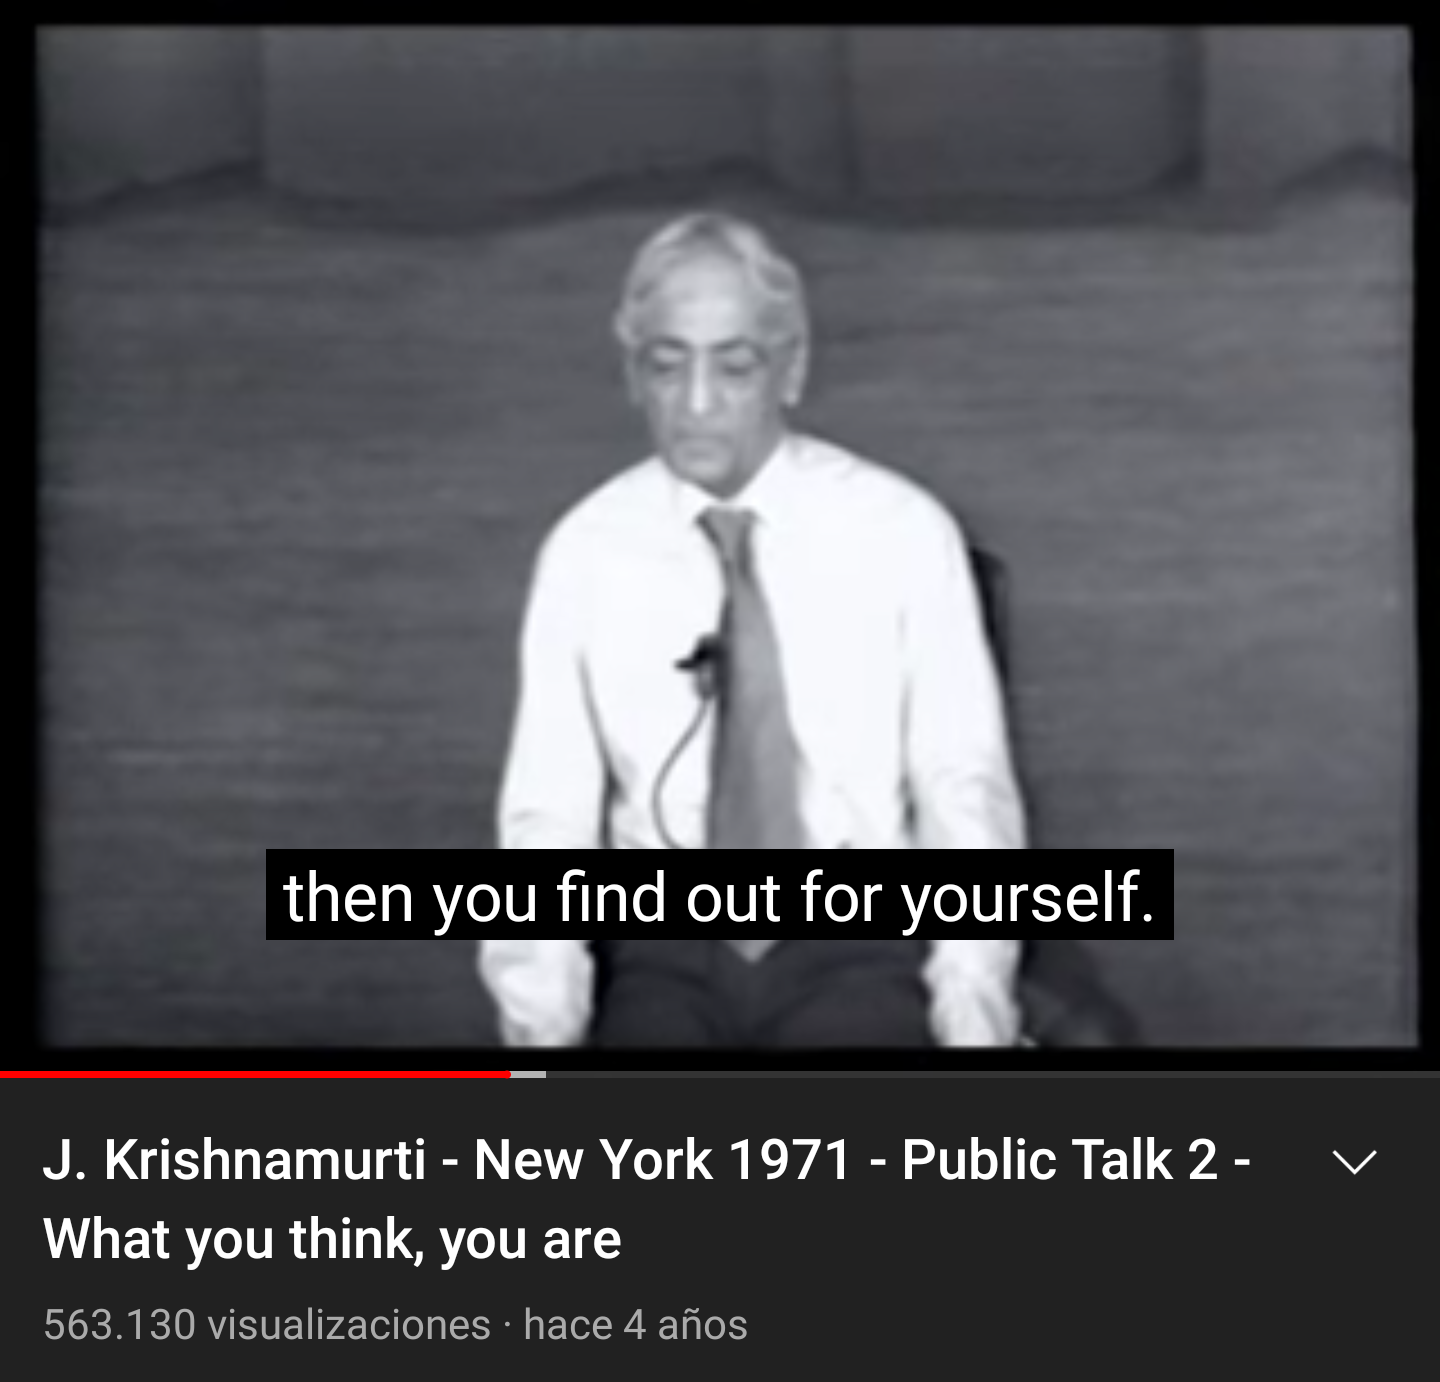 then you find out for yourself.
J. Krishnamurti - New York 1971 - Public Talk 2 -
What you think, you are
563.130 visualizaciones · hace 4 años